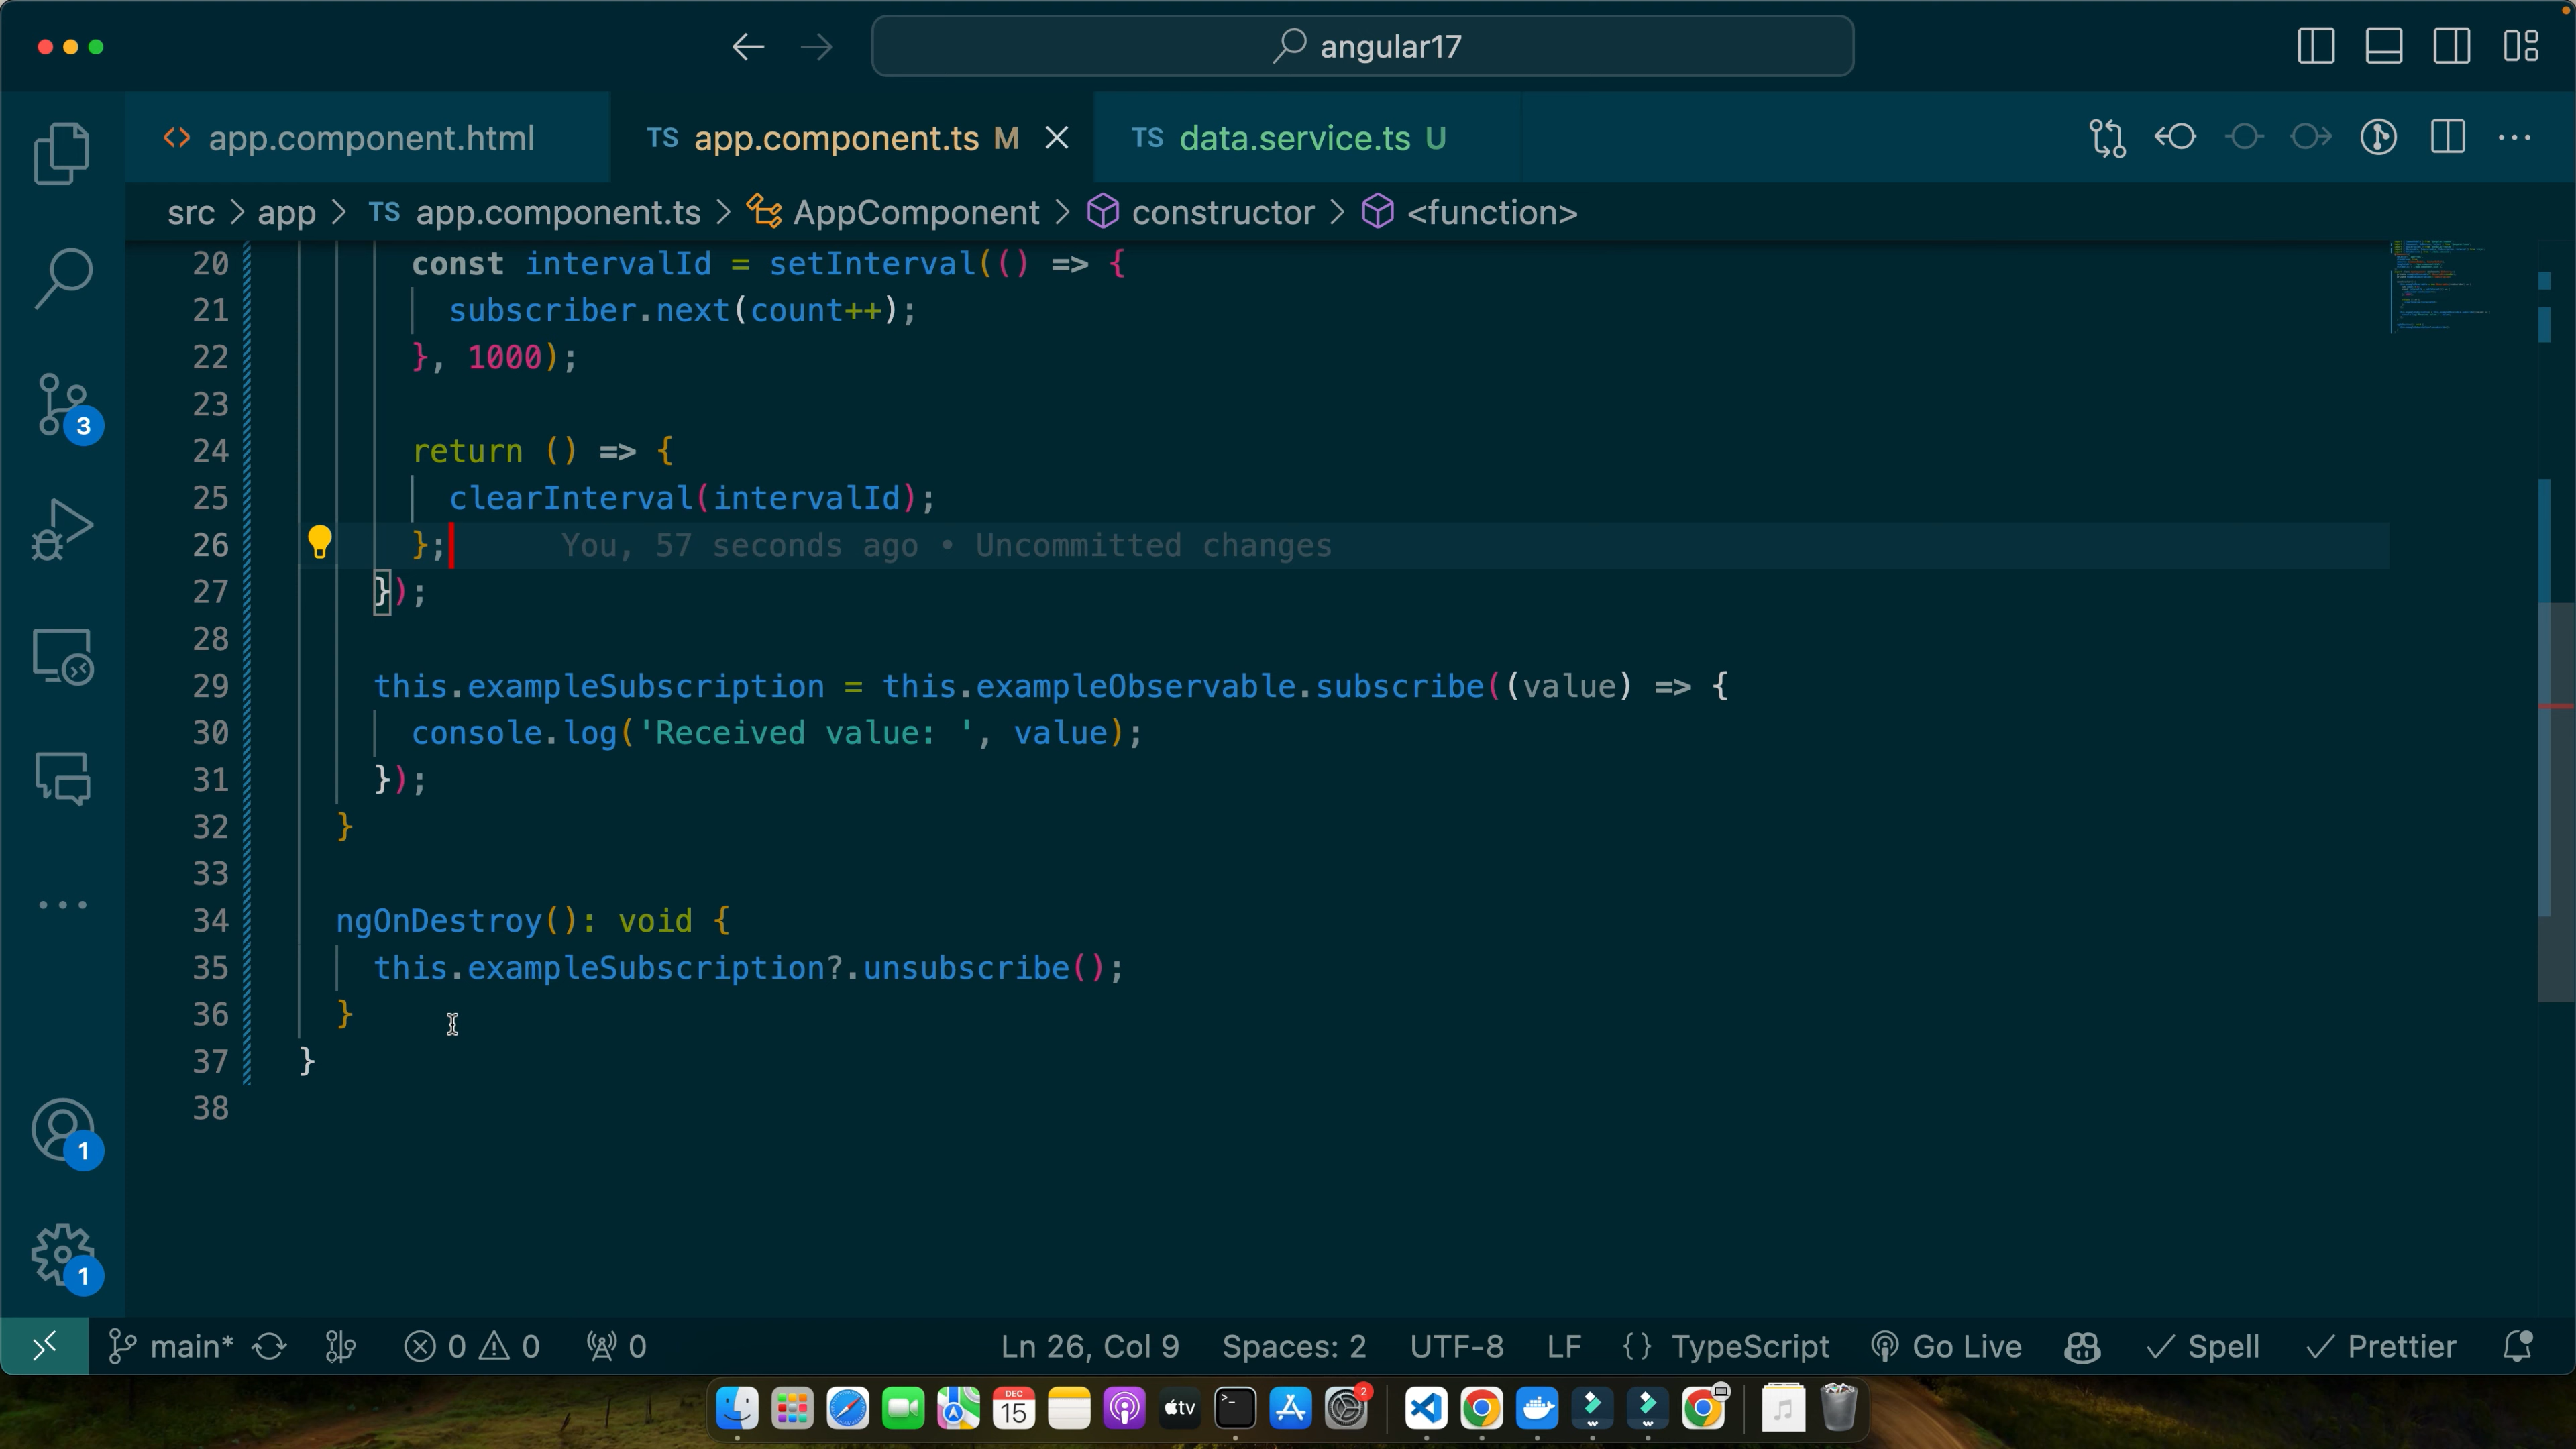 angular17
app.component.html
TS app.component.ts M
TS data.service.ts U
src > app > TS app.component.ts > AppComponent > constructor > <function>
20 const intervalId = setInterval(() => {
21 subscriber.next(count++);
22 }, 1000);
23
24 return () => {
25 clearInterval(intervalId);
26 }; You, 57 seconds ago • Uncommitted changes
27 });
28
29 this.exampleSubscription = this.exampleObservable.subscribe((value) => {
30 console.log('Received value: ', value);
31 });
32 }
33
34 ngOnDestroy(): void {
35 this.exampleSubscription?.unsubscribe();
36 }
37 }
38
3
1
1
main* 0 0 0 Ln 26, Col 9 Spaces: 2 UTF-8 LF {} TypeScript Go Live Spell Prettier
DEC
15
tv
2